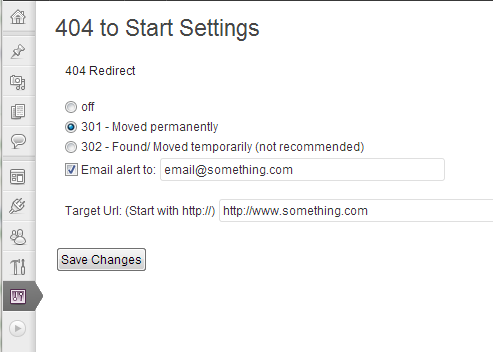 404 to Start Settings
404 Redirect
off
301 - Moved permanently
302 - Found/ Moved temporarily (not recommended)
Email alert to: email@something.com
Target Url: (Start with http://) http://www.something.com
Save Changes